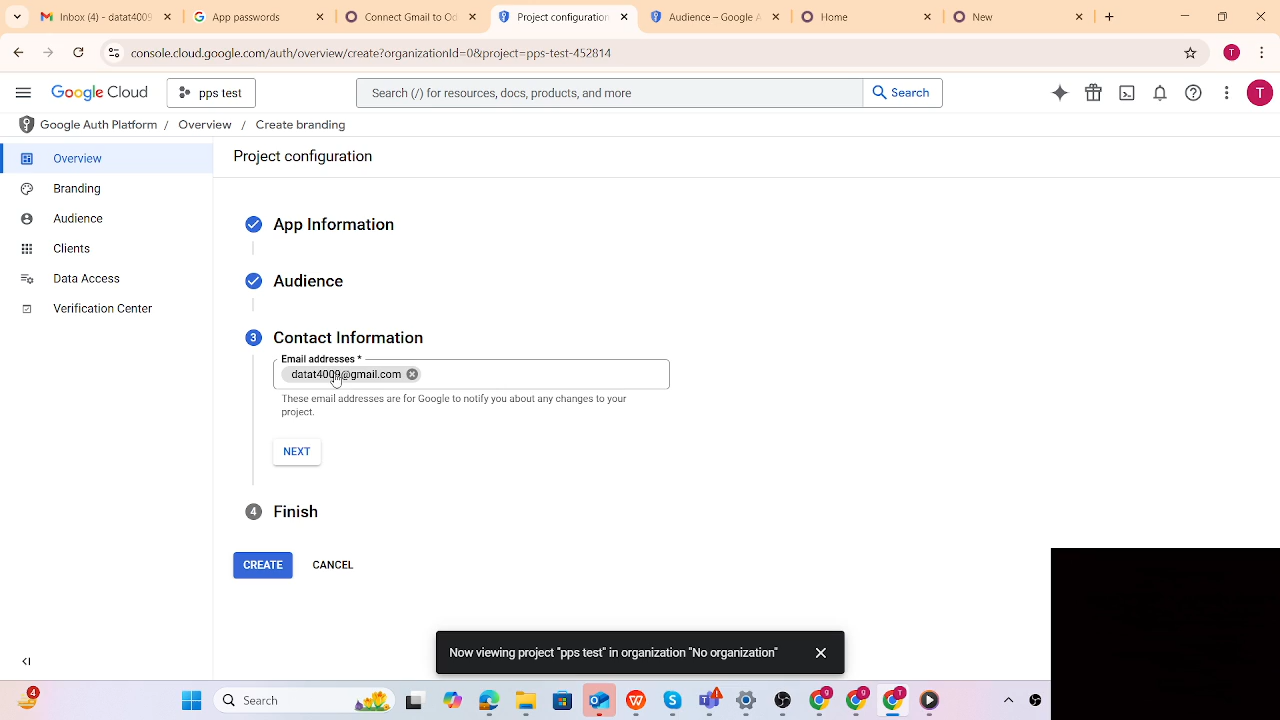 Inbox (4) - datat4009
App passwords
Connect Gmail to Od
Project configuration
Audience – Google A
Home
New
console.cloud.google.com/auth/overview/create?organizationId=0&project=pps-test-452814
T
Google Cloud
pps test
Search (/) for resources, docs, products, and more
Search
T
Google Auth Platform / Overview / Create branding
Overview
Branding
Audience
Clients
Data Access
Verification Center
Project configuration
App Information
Audience
3 Contact Information
Email addresses *
datat4009@gmail.com
These email addresses are for Google to notify you about any changes to your
project.
NEXT
4 Finish
CREATE CANCEL
Now viewing project "pps test" in organization "No organization"
4
Search
1
g
g
T